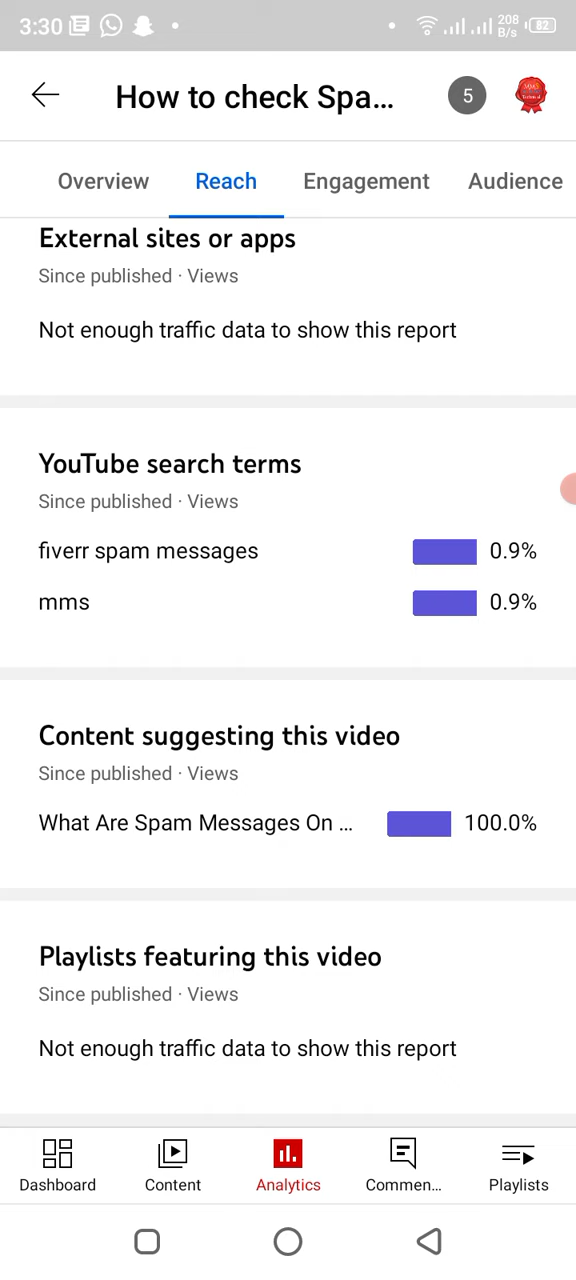 3:30
208
B/s
82
How to check Spa...
5
MMS
Technical
Overview
Reach
Engagement
Audience
External sites or apps
Since published · Views
Not enough traffic data to show this report
YouTube search terms
Since published · Views
fiverr spam messages 0.9%
mms 0.9%
Content suggesting this video
Since published · Views
What Are Spam Messages On ... 100.0%
Playlists featuring this video
Since published · Views
Not enough traffic data to show this report
Dashboard
Content
Analytics
Commen...
Playlists